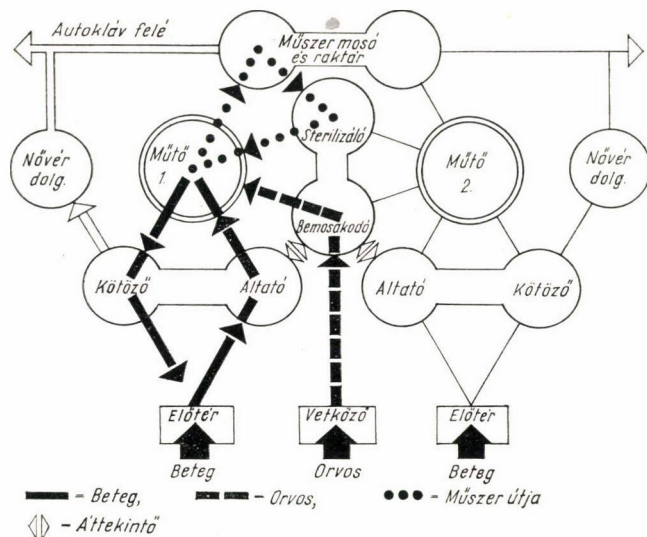 Autokláv felé
Műszer mosó
és raktár
Sterilizáló
Műtő
1.
Műtő
2.
Nővér
dolg.
Nővér
dolg.
Bemosakodó
Kötöző
Altató
Altató
Kötöző
Előtér
Vetköző
Előtér
Beteg
Orvos
Beteg
– Beteg,
– Orvos,
= Műszer útja
– Áttekintő